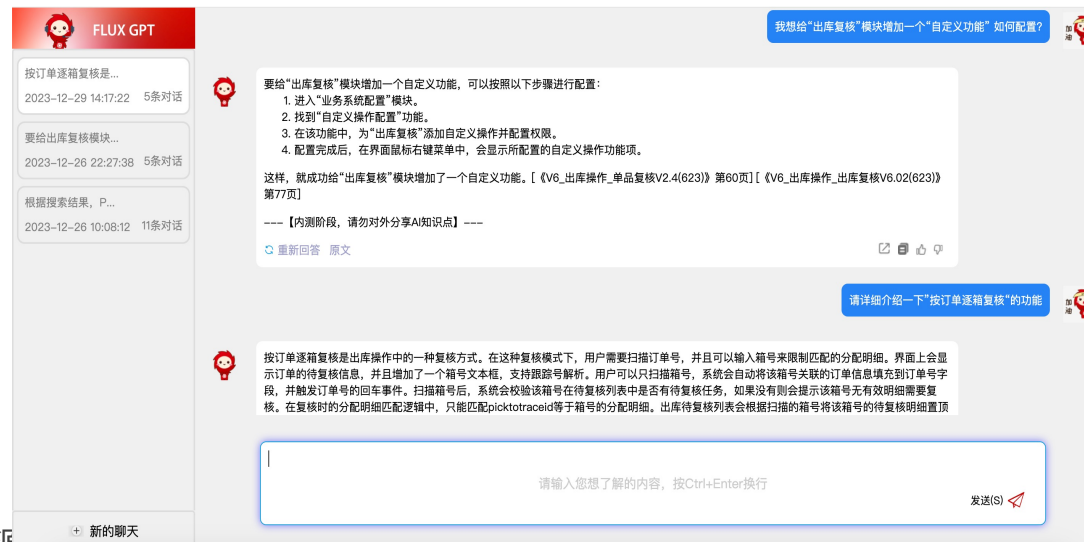 FLUX GPT
按订单逐箱复核是...
2023-12-29 14:17:22 5条对话
要给出库复核模块...
2023-12-26 22:27:38 5条对话
根据搜索结果，P...
2023-12-26 10:08:12 11条对话
新的聊天
我想给“出库复核”模块增加一个“自定义功能” 如何配置?
加油
要给“出库复核”模块增加一个自定义功能，可以按照以下步骤进行配置：
1. 进入“业务系统配置”模块。
2. 找到“自定义操作配置”功能。
3. 在该功能中，为“出库复核”添加自定义操作并配置权限。
4. 配置完成后，在界面鼠标右键菜单中，会显示所配置的自定义操作功能项。
这样，就成功给“出库复核”模块增加了一个自定义功能。[《V6_出库操作_单品复核V2.4(623)》第60页] [《V6_出库操作_出库复核V6.02(623)》
第77页]
---【内测阶段，请勿对外分享AI知识点】---
重新回答 原文
请详细介绍一下”按订单逐箱复核“的功能
加油
按订单逐箱复核是出库操作中的一种复核方式。在这种复核模式下，用户需要扫描订单号，并且可以输入箱号来限制匹配的分配明细。界面上会显
示订单的待复核信息，并且增加了一个箱号文本框，支持跟踪号解析。用户可以只扫描箱号，系统会自动将该箱号关联的订单信息填充到订单号字
段，并触发订单号的回车事件。扫描箱号后，系统会校验该箱号在待复核列表中是否有待复核任务，如果没有则会提示该箱号无有效明细需要复
核。在复核时的分配明细匹配逻辑中，只能匹配picktotraceid等于箱号的分配明细。出库待复核列表会根据扫描的箱号将该箱号的待复核明细置顶
请输入您想了解的内容，按Ctrl+Enter换行
发送(S)